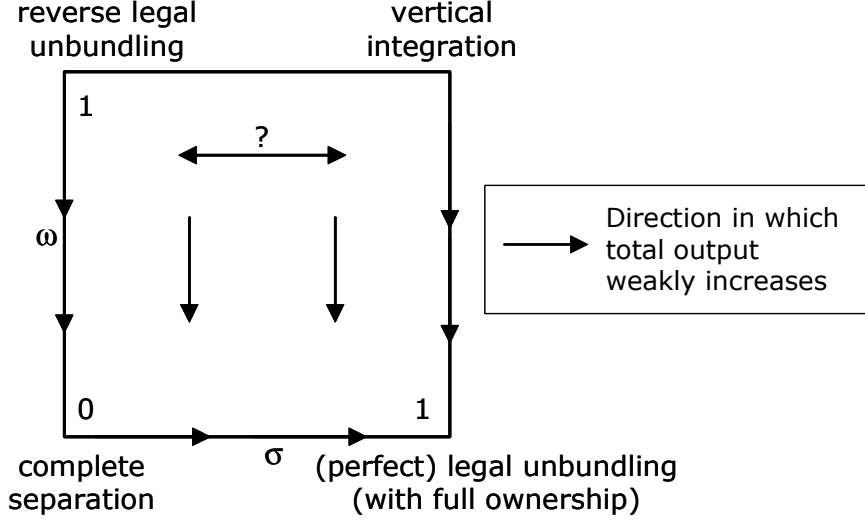 reverse legal
unbundling
vertical
integration
1
?
ω
Direction in which
total output
weakly increases
0
1
σ
complete
separation
(perfect) legal unbundling
(with full ownership)